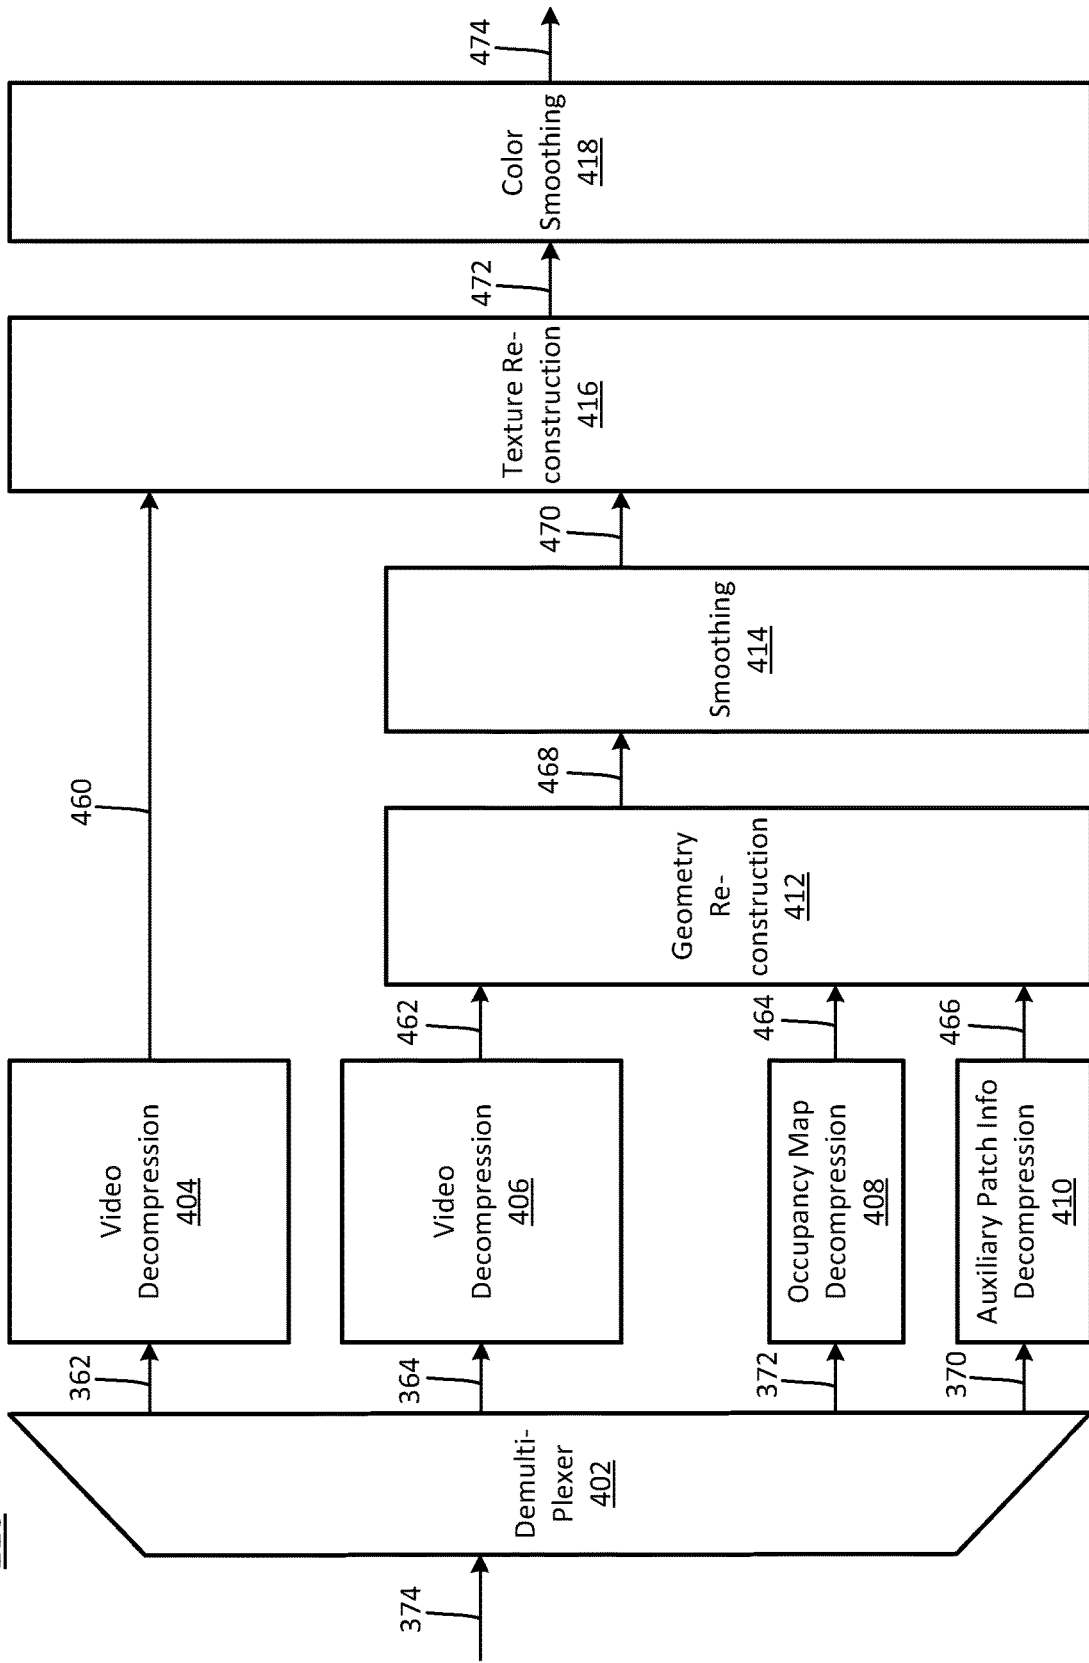 374
Demulti-
Plexer
402
362
364
372
370
Video
Decompression
404
Video
Decompression
406
Occupancy Map
Decompression
408
Auxiliary Patch Info
Decompression
410
460
462
464
466
Geometry
Re-
construction
412
468
Smoothing
414
470
Texture Re-
construction
416
472
Color
Smoothing
418
474